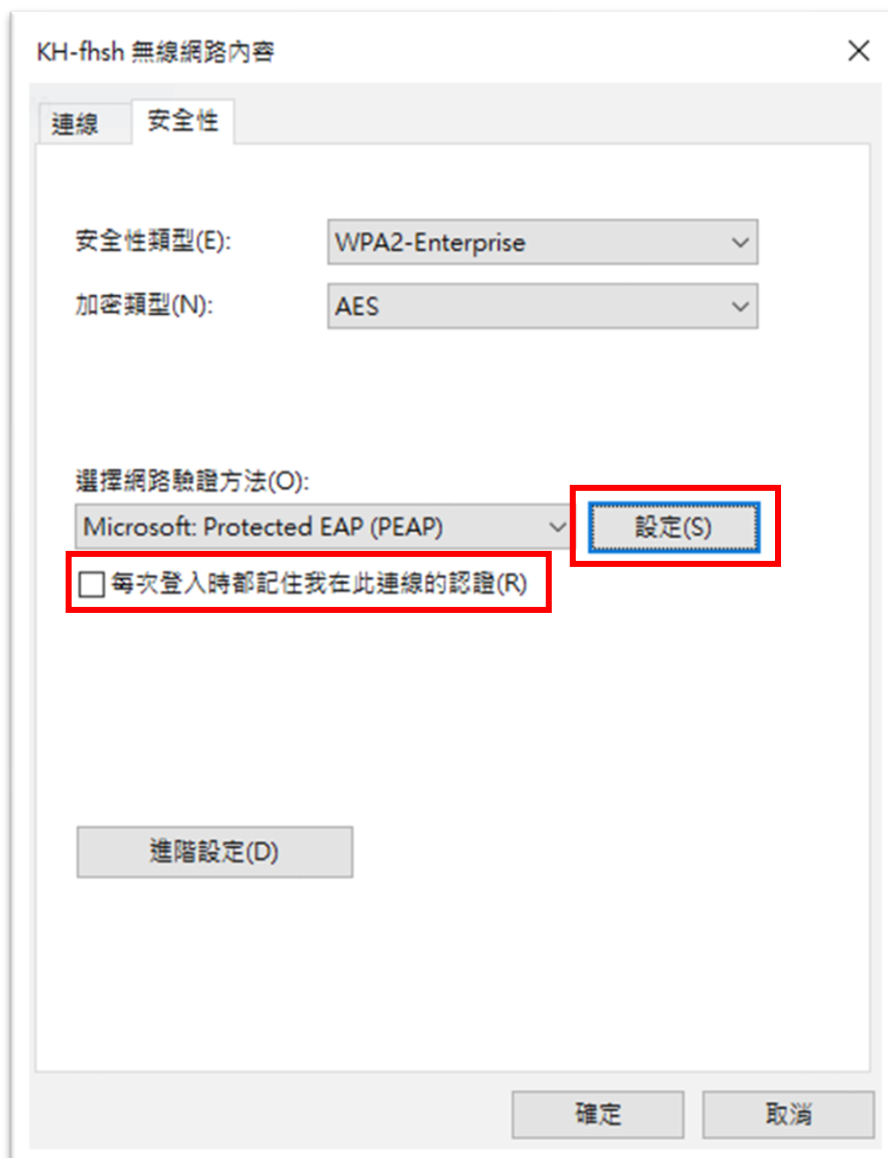 KH-fhsh 無線網路內容
連線 安全性
安全性類型(E): WPA2-Enterprise
加密類型(N): AES
選擇網路驗證方法(O):
Microsoft: Protected EAP (PEAP) 設定(S)
每次登入時都記住我在此連線的認證(R)
進階設定(D)
確定 取消